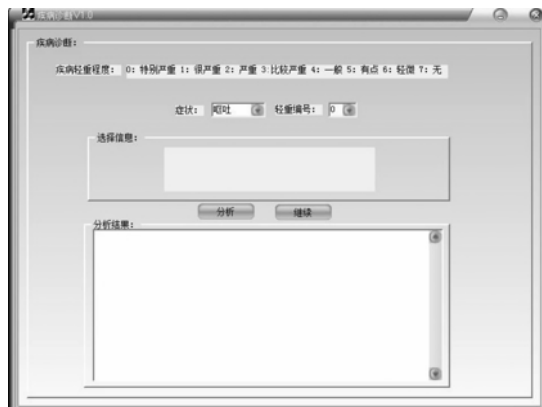 疾病诊断V1.0
疾病诊断:
疾病轻重程度: 0: 特别严重 1: 很严重 2: 严重 3:比较严重 4: 一般 5: 有点 6: 轻微 7: 无
症状: 呕吐 轻重编号: 0
选择信息:
分析 继续
分析结果: